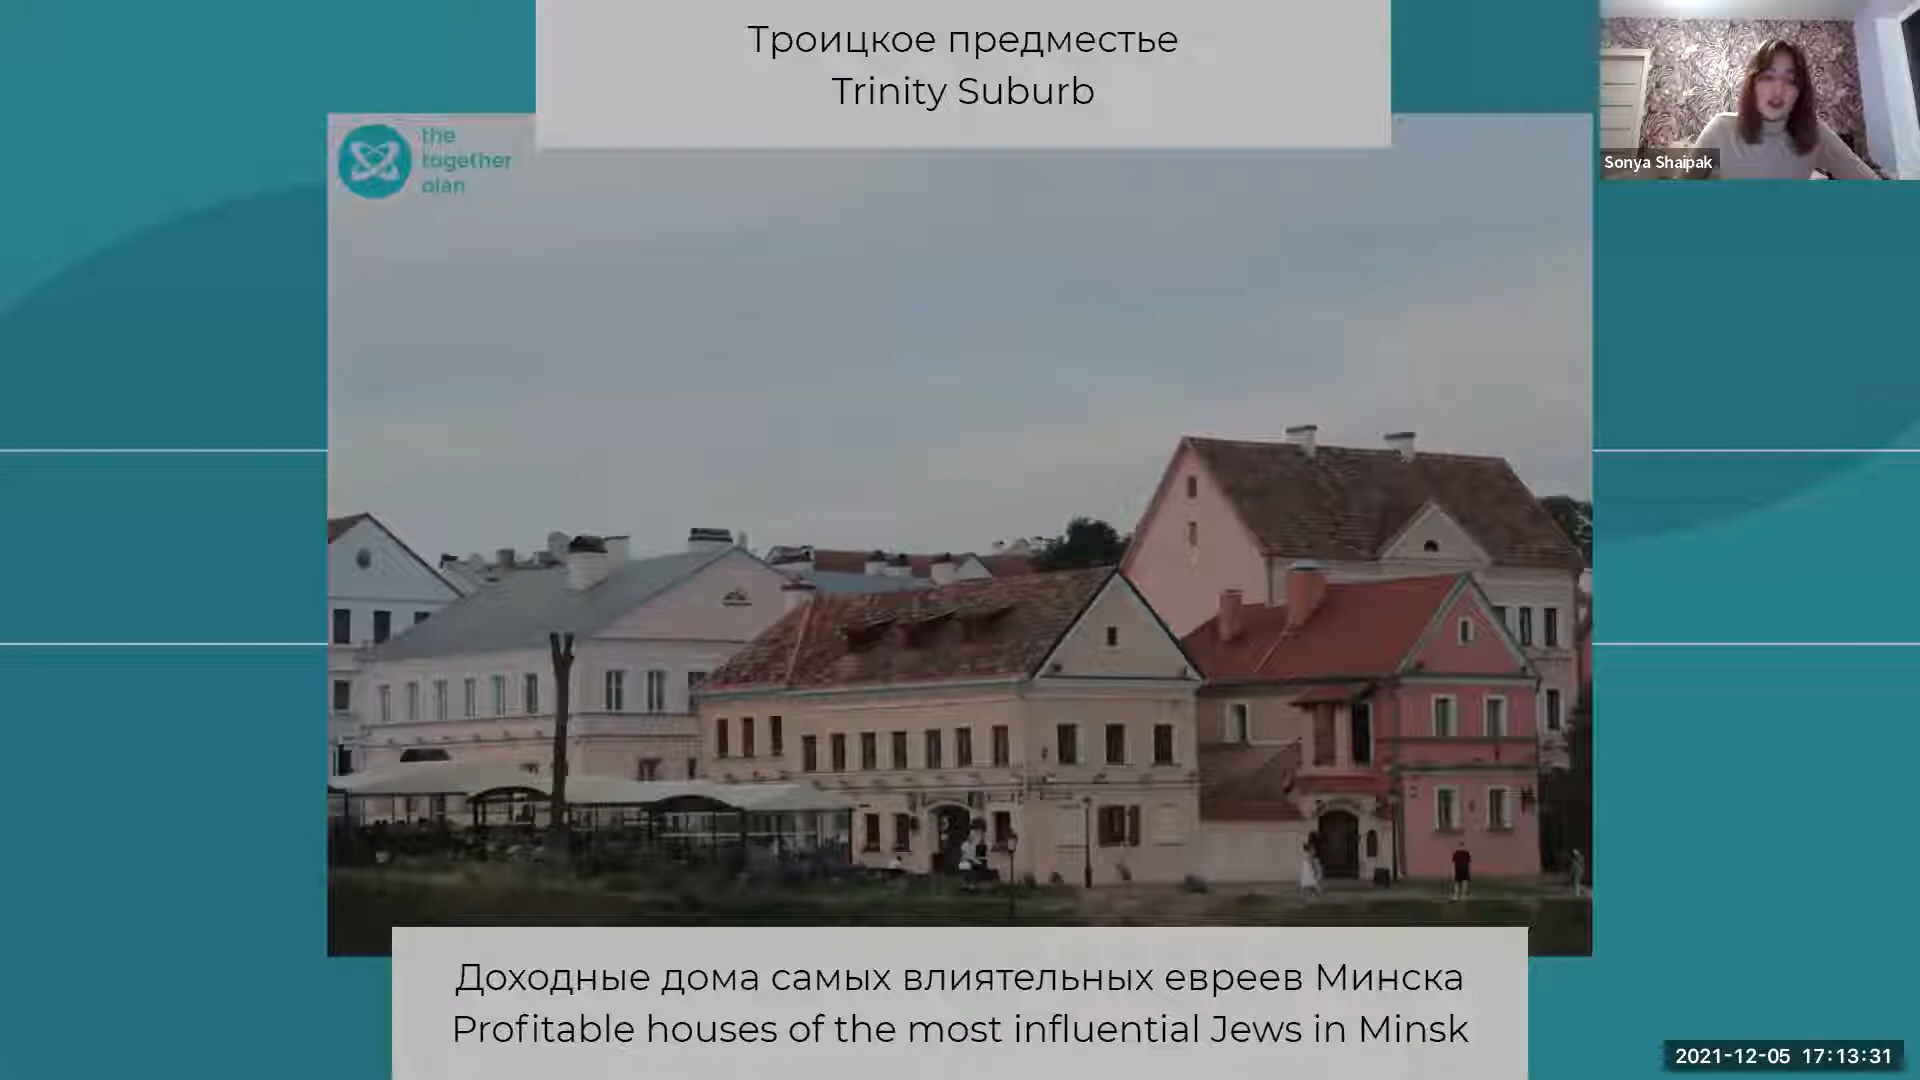 Троицкое предместье
Trinity Suburb
the
together
plan
Sonya Shaipak
Доходные дома самых влиятельных евреев Минска
Profitable houses of the most influential Jews in Minsk
2021-12-05 17:13:31